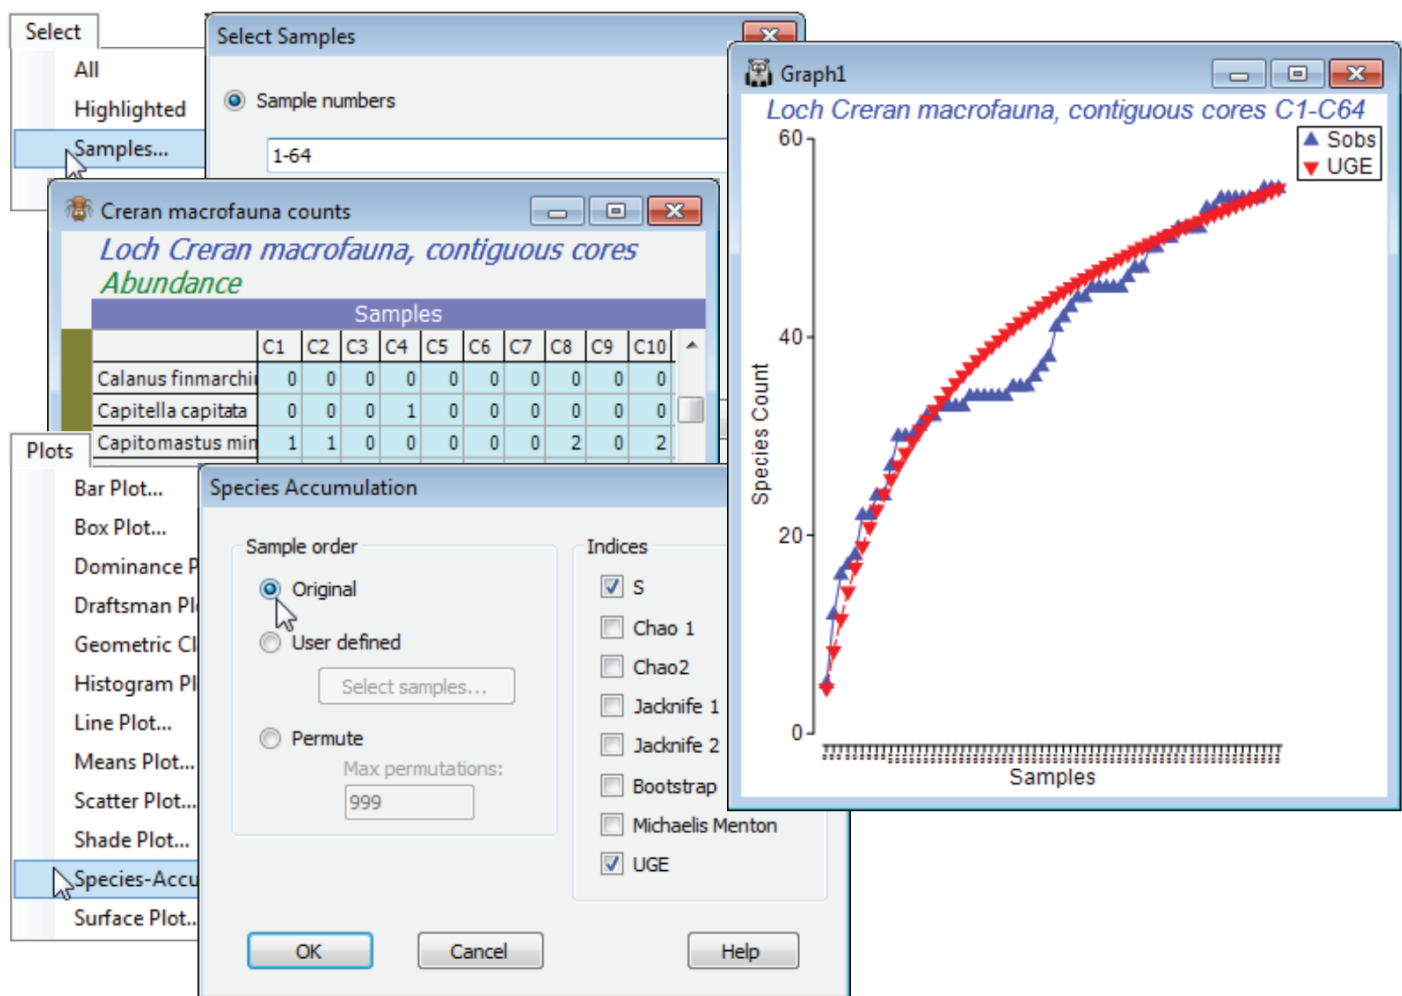 Select
All
Highlighted
Samples...
Select Samples
Sample numbers
1-64
Creran macrofauna counts
Loch Creran macrofauna, contiguous cores
Abundance
Samples
C1 C2 C3 C4 C5 C6 C7 C8 C9 C10
Calanus finmarchi 0 0 0 0 0 0 0 0 0 0
Capitella capitata 0 0 0 1 0 0 0 0 0 0
Capitomastus min 1 1 0 0 0 0 0 2 0 2
Plots
Bar Plot...
Box Plot...
Dominance P
Draftsman Pl
Geometric Cl
Histogram Pl
Line Plot...
Means Plot...
Scatter Plot...
Shade Plot...
Species-Accu
Surface Plot..
Species Accumulation
Sample order
Original
User defined
Select samples...
Permute
Max permutations:
999
Indices
S
Chao 1
Chao2
Jacknife 1
Jacknife 2
Bootstrap
Michaelis Menton
UGE
OK
Cancel
Help
Graph1
Loch Creran macrofauna, contiguous cores C1-C64
Sobs
UGE
60
40
20
0
Species Count
Samples